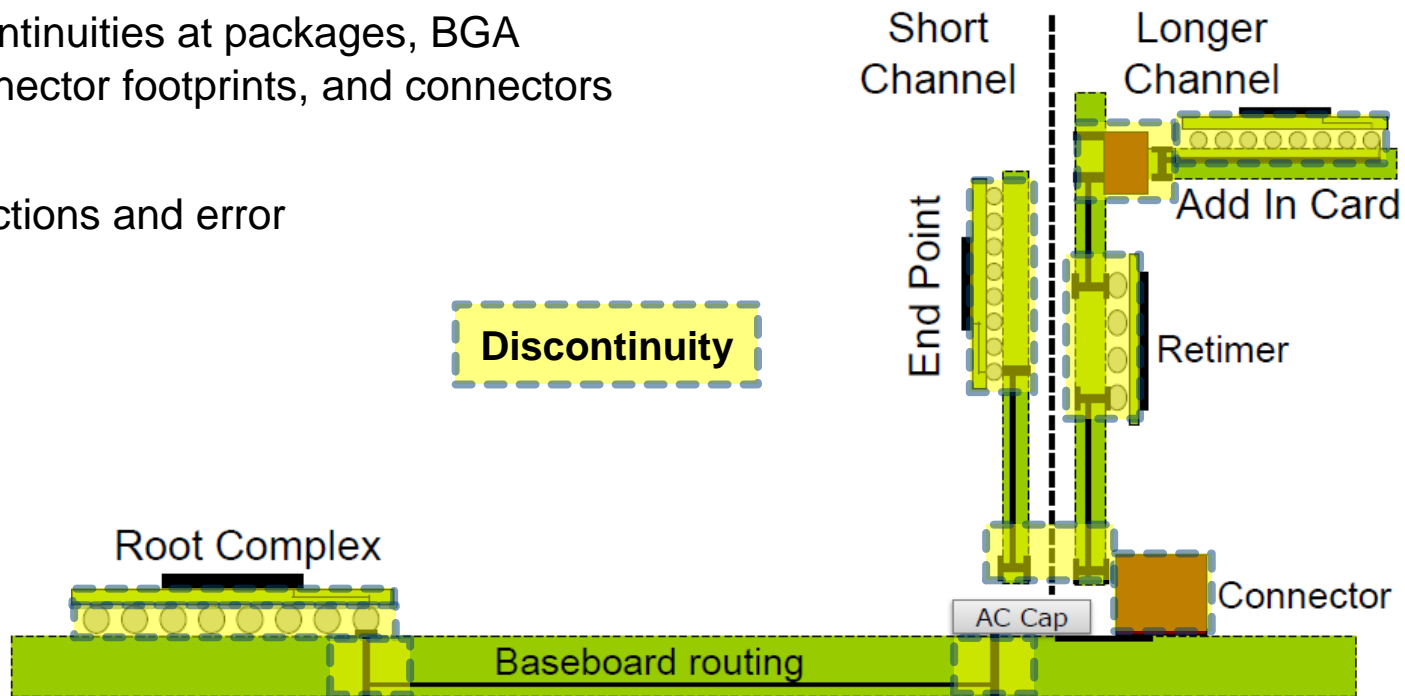 ntinuities at packages, BGA
nector footprints, and connectors
ctions and error
Discontinuity
Short
Channel
Longer
Channel
End Point
Add In Card
Retimer
Root Complex
Connector
AC Cap
Baseboard routing